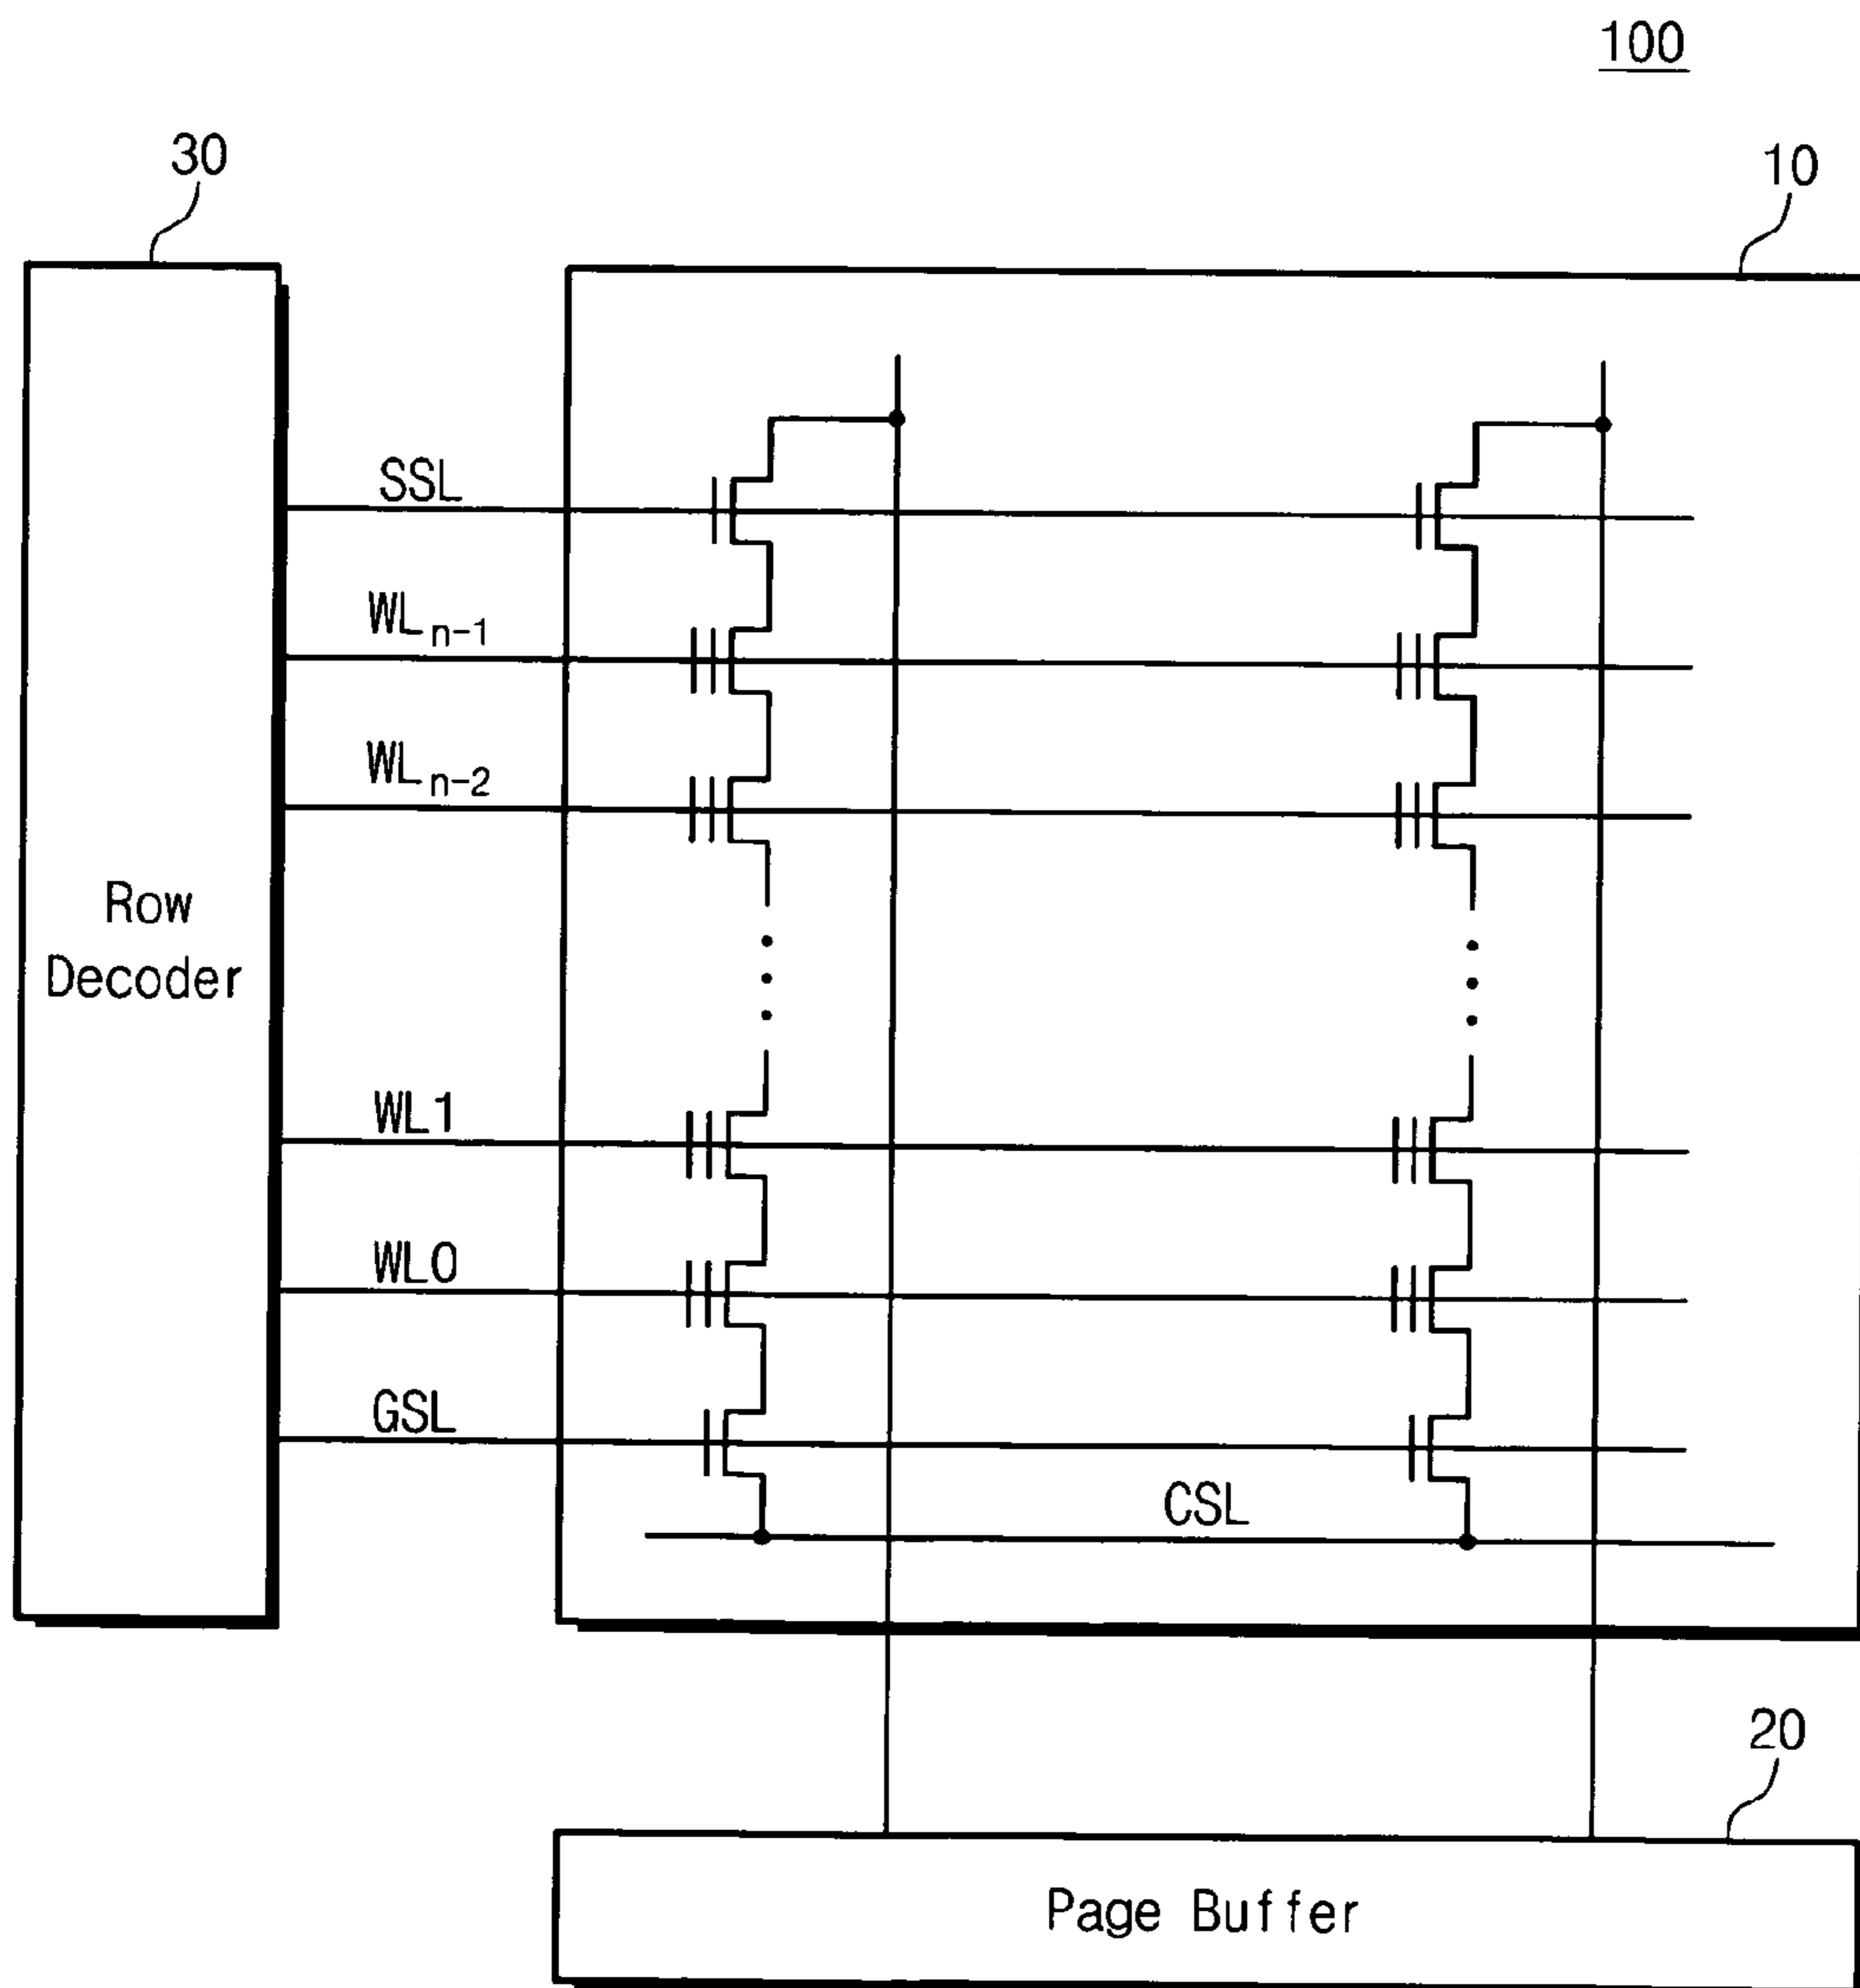 100
30
10
SSL
WLn-1
WLn-2
Row
Decoder
WL1
WL0
GSL
CSL
20
Page Buffer